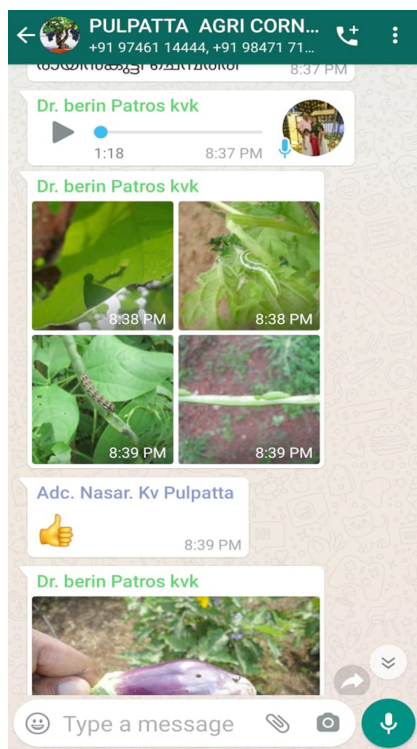 PULPATTA AGRI CORN...
+91 97461 14444, +91 98471 71...
8:37 PM
Dr. berin Patros kvk
1:18
8:37 PM
Dr. berin Patros kvk
8:38 PM
8:38 PM
8:39 PM
8:39 PM
Adc. Nasar. Kv Pulpatta
8:39 PM
Dr. berin Patros kvk
Type a message